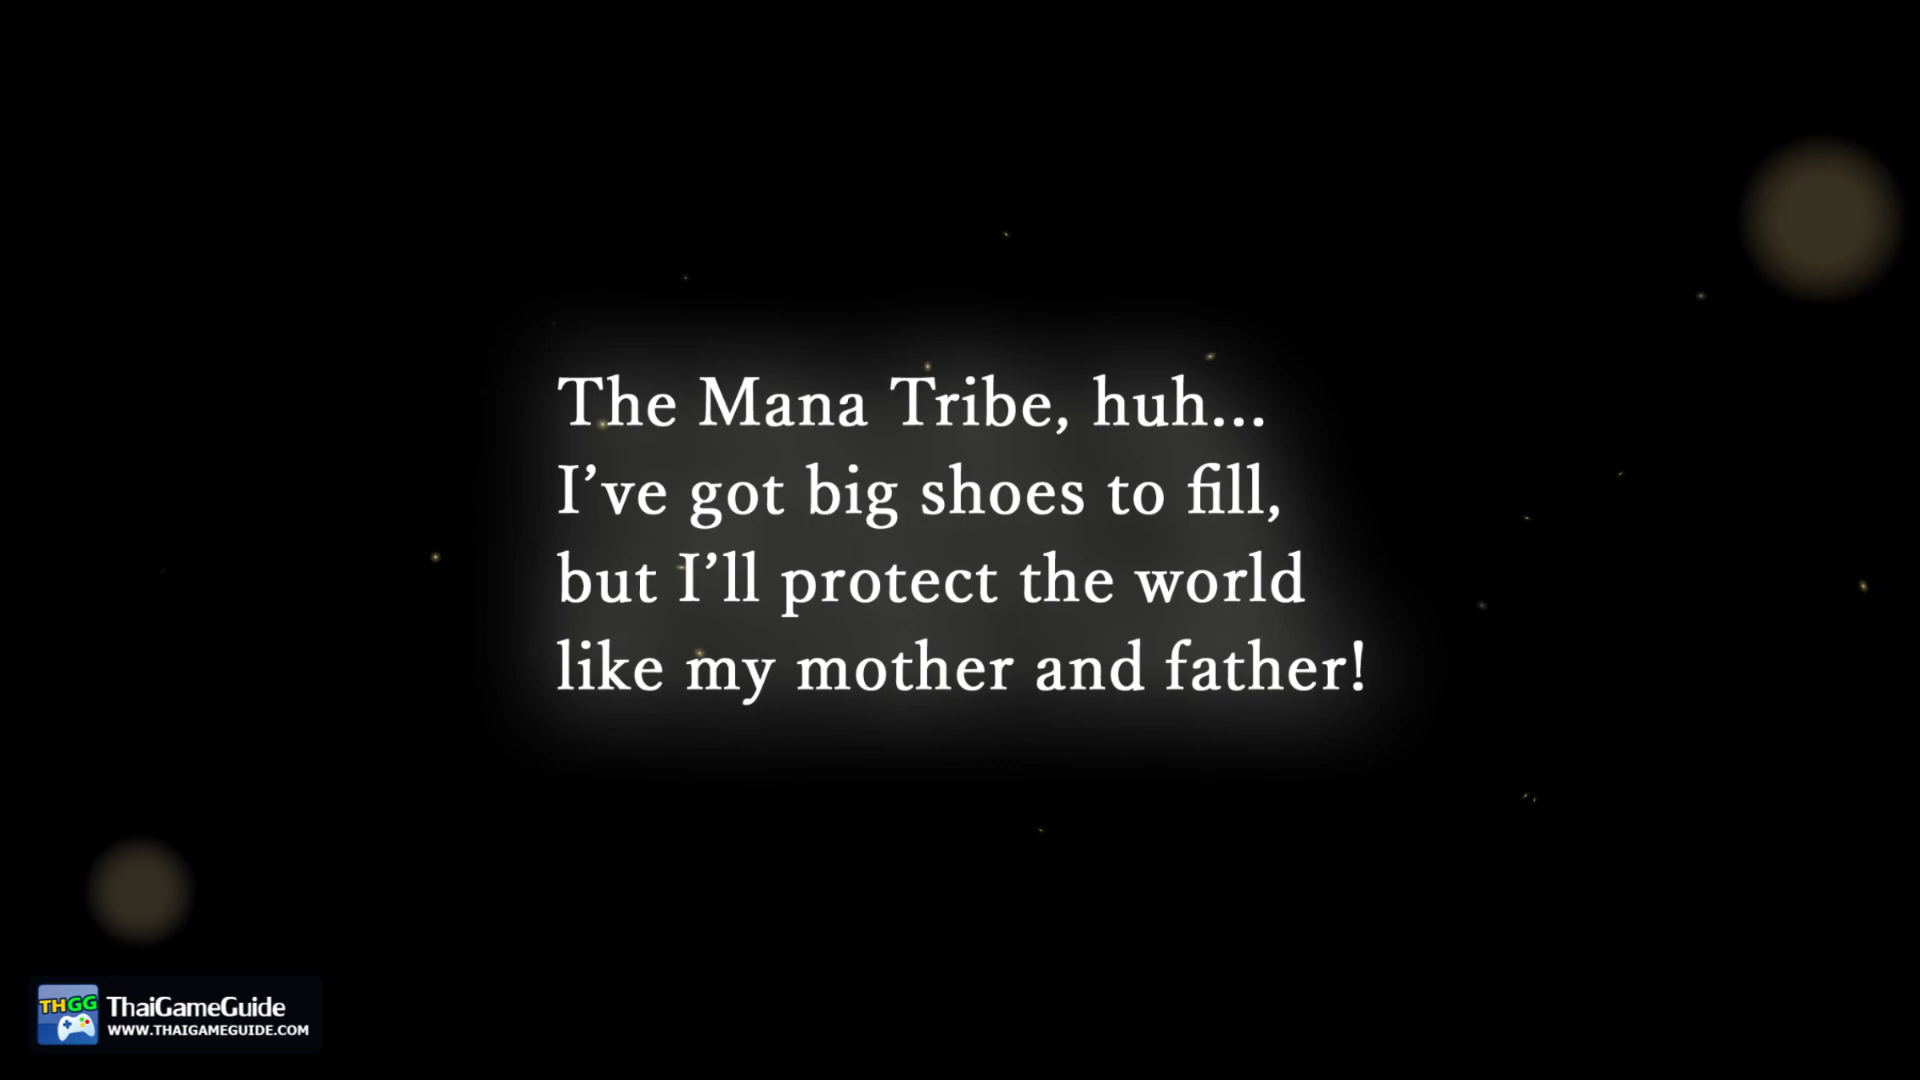 The Mana Tribe, huh...
I’ve got big shoes to fill,
but I’ll protect the world
like my mother and father!
THGG
ThaiGameGuide
WWW.THAIGAMEGUIDE.COM